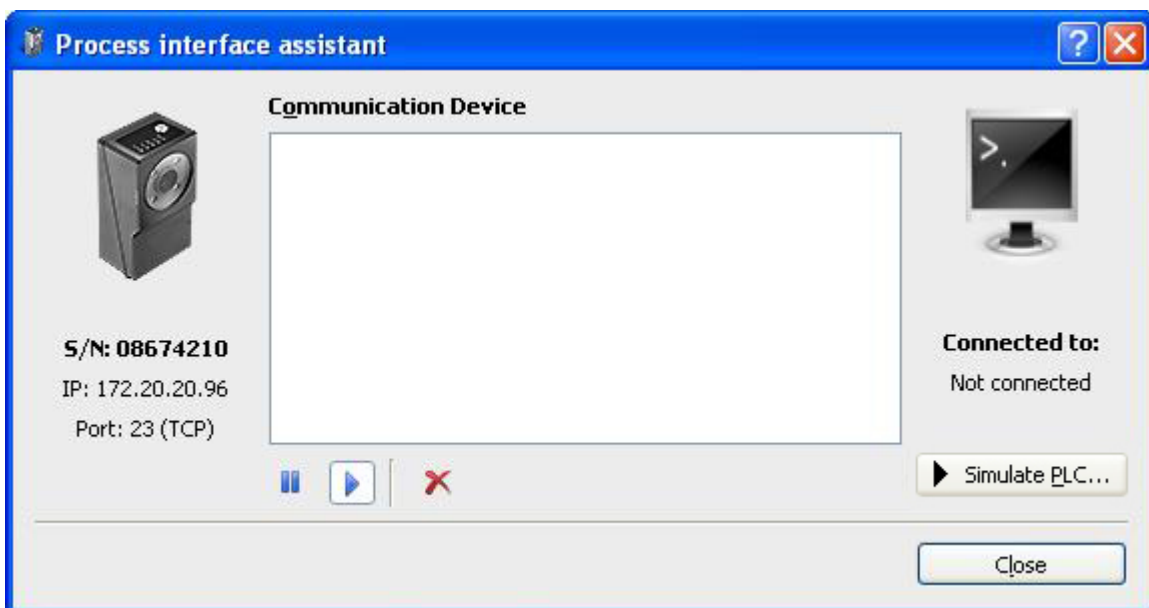 Process interface assistant
Communication Device
>.
S/N: 08674210
IP: 172.20.20.96
Port: 23 (TCP)
Connected to:
Not connected
Simulate PLC...
Close